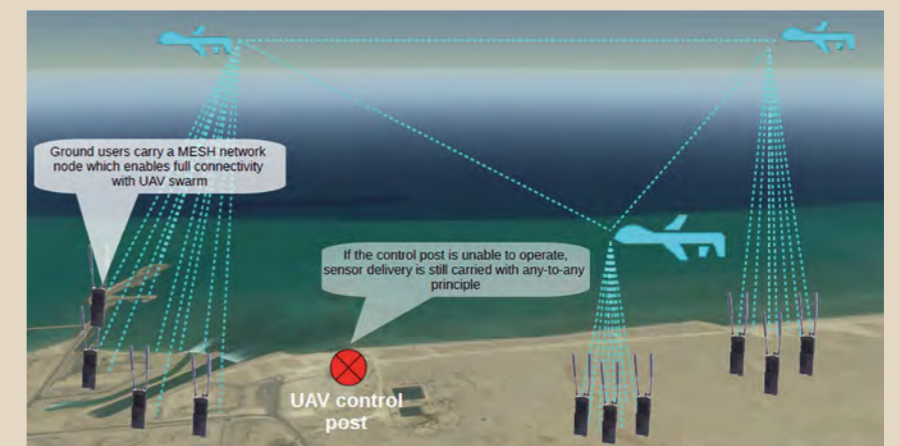 Ground users carry a MESH network
node which enables full connectivity
with UAV swarm
If the control post is unable to operate,
sensor delivery is still carried with any-to-any
principle
UAV control
post